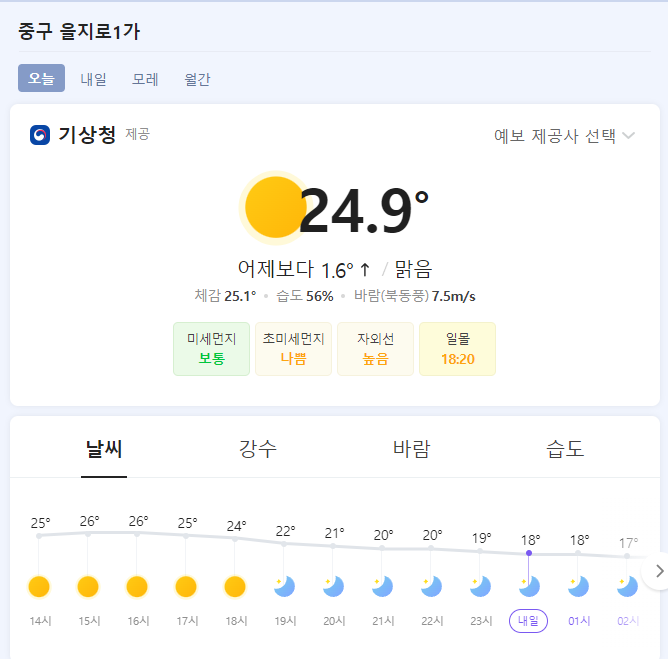 중구 을지로1가
오늘 내일 모레 월간
기상청 제공 예보 제공사 선택
24.9°
어제보다 1.6° ↑ / 맑음
체감 25.1° • 습도 56% • 바람(북동풍) 7.5m/s
미세먼지 초미세먼지 자외선 일몰
보통 나쁨 높음 18:20
날씨 강수 바람 습도
25° 26° 26° 25° 24° 22° 21° 20° 20° 19° 18° 18° 17°
14시 15시 16시 17시 18시 19시 20시 21시 22시 23시 내일 01시 02시